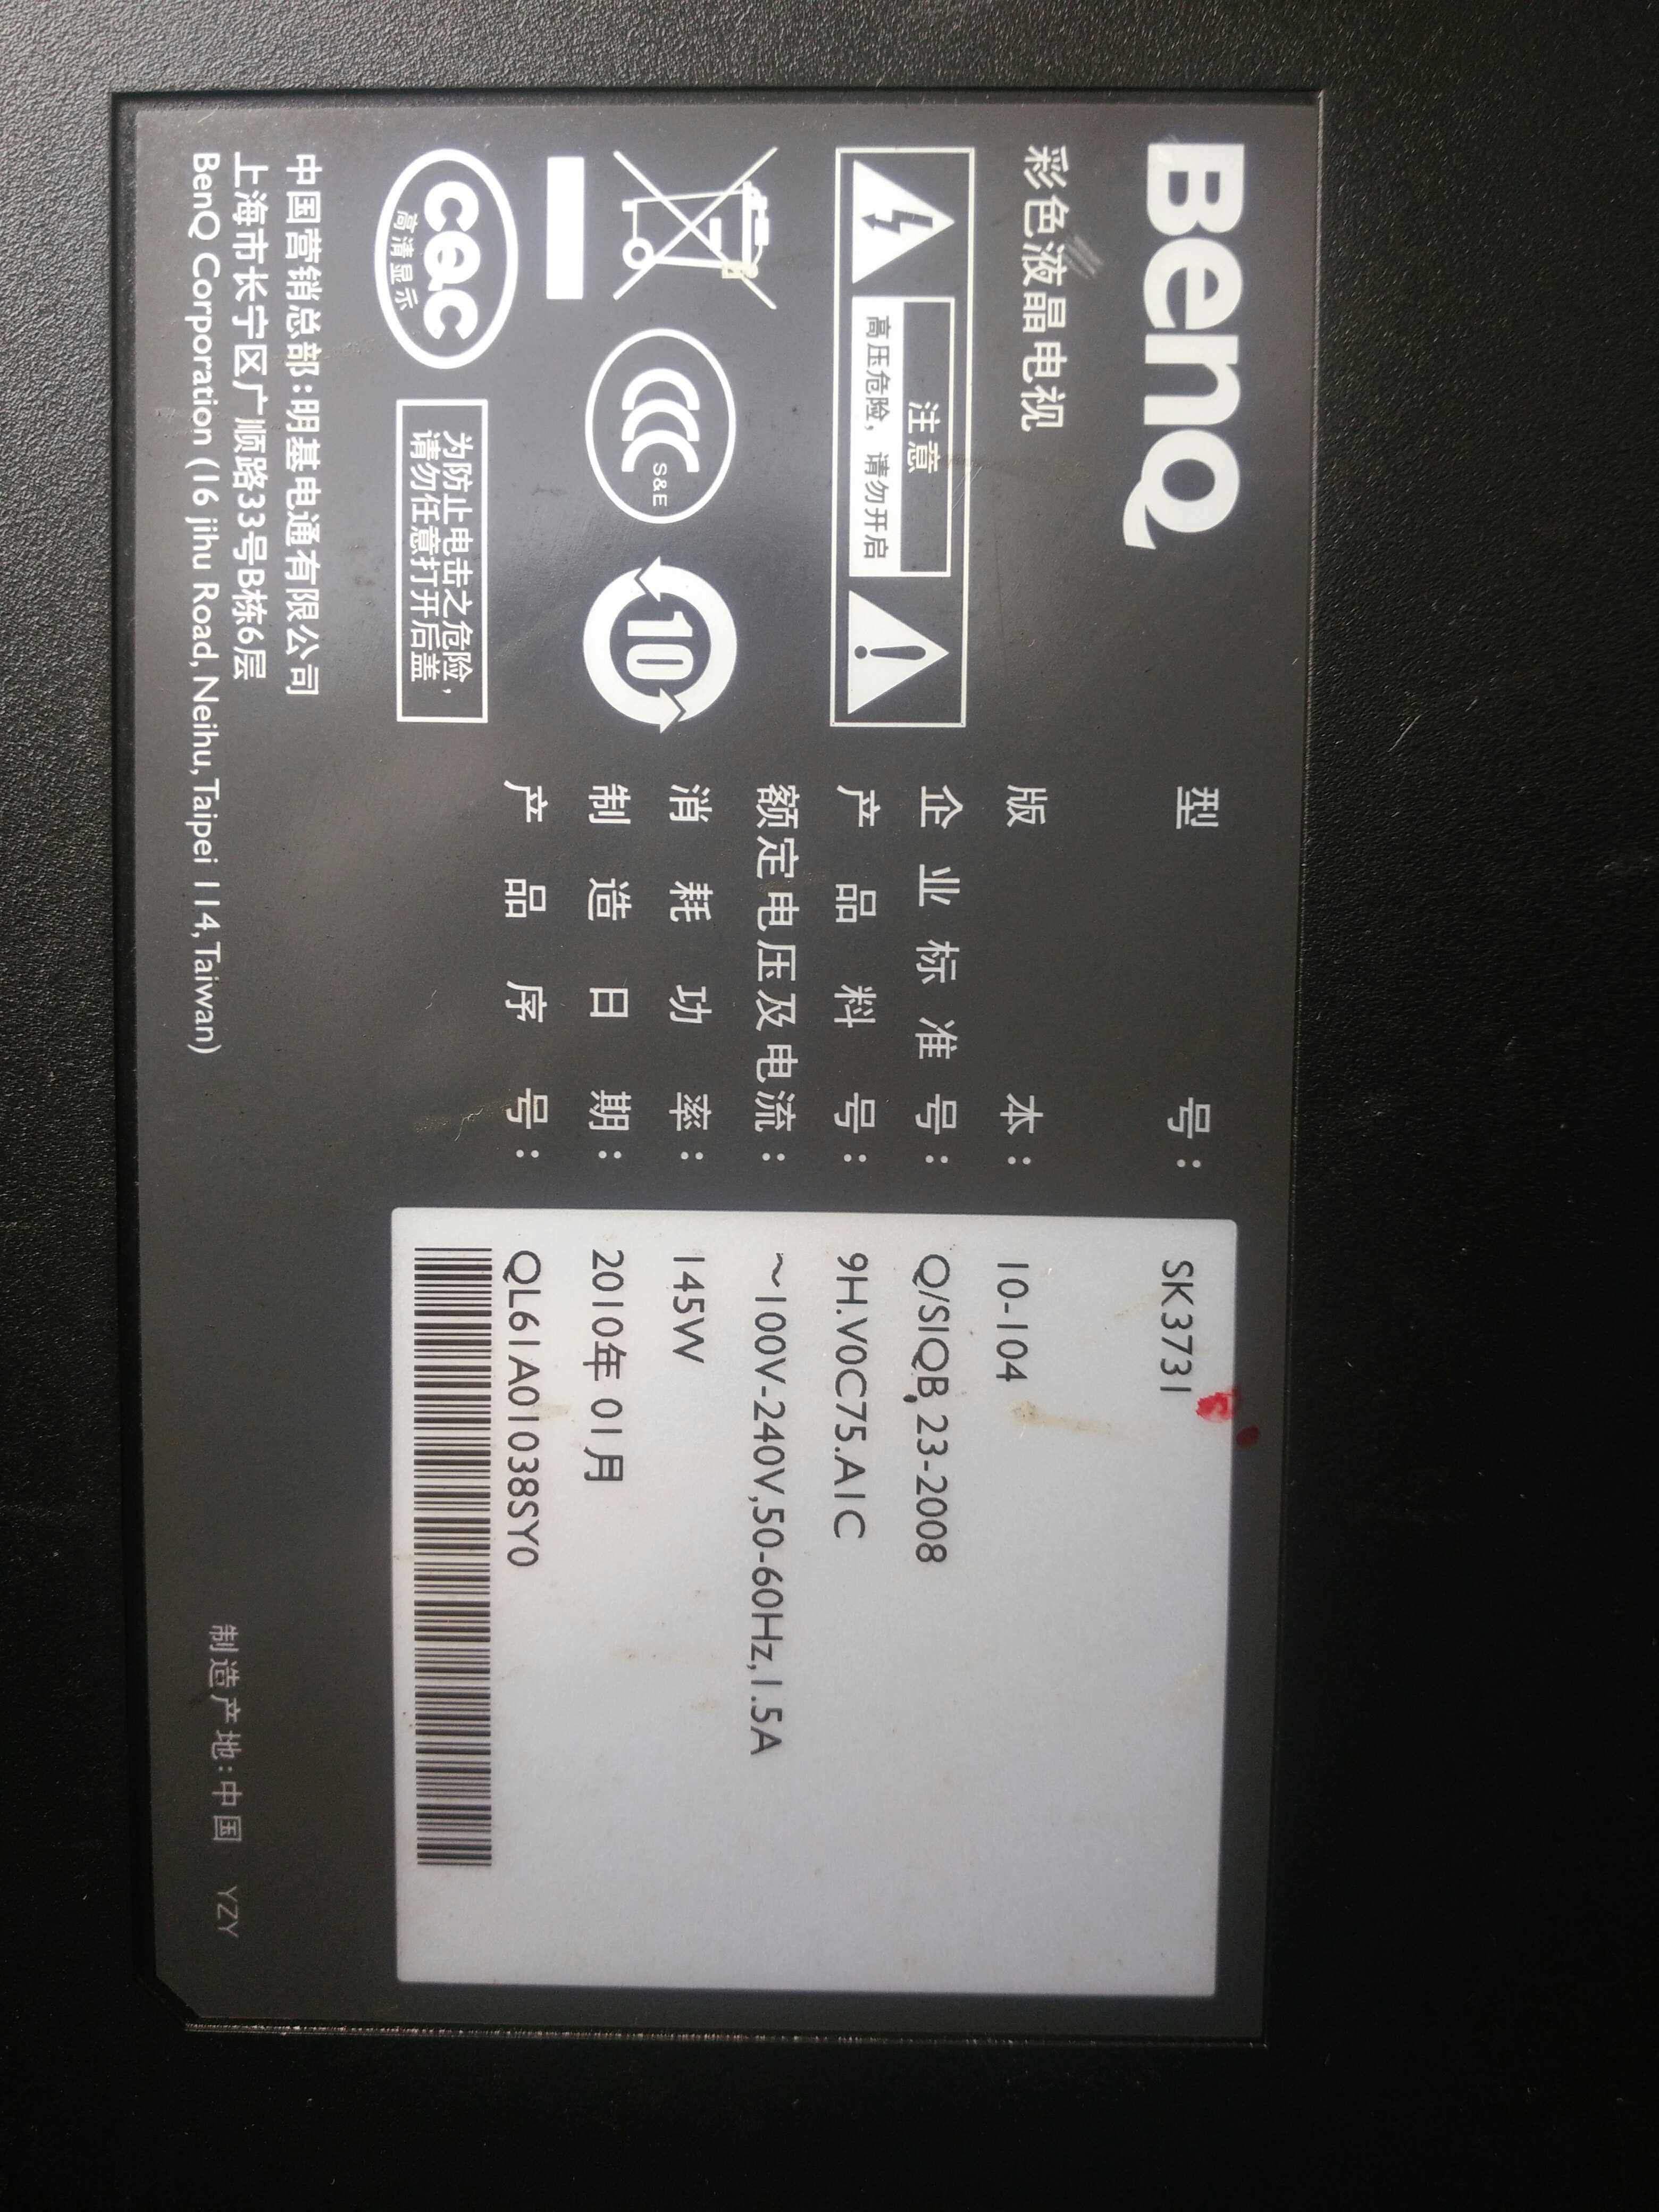 BenQ
彩色液晶电视
注意
高压危险，请勿开启
S&E
10
cec
高清显示
为防止电击之危险，
请勿任意打开后盖
中国营销总部：明基电通有限公司
上海市长宁区广顺路33号B栋6层
BenQ Corporation (16 Jihu Road, Neihu, Taipei 114, Taiwan)
型号： SK3731
版本： 10-104
企业标准号： Q/SIQB 23-2008
产品料号： 9H.V0C75.A1C
额定电压及电流： ～100V-240V,50-60Hz,1.5A
消耗功率： 145W
制造日期： 2010年 01月
产品序号： QL61A01038SY0
制造产地：中国 YZY